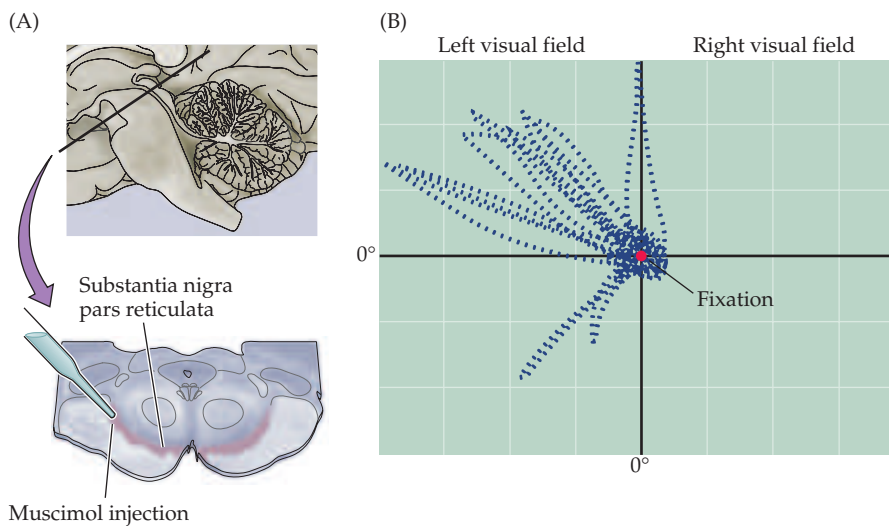 (A)
Substantia nigra
pars reticulata
Muscimol injection
(B)
Left visual field
Right visual field
0°
Fixation
0°